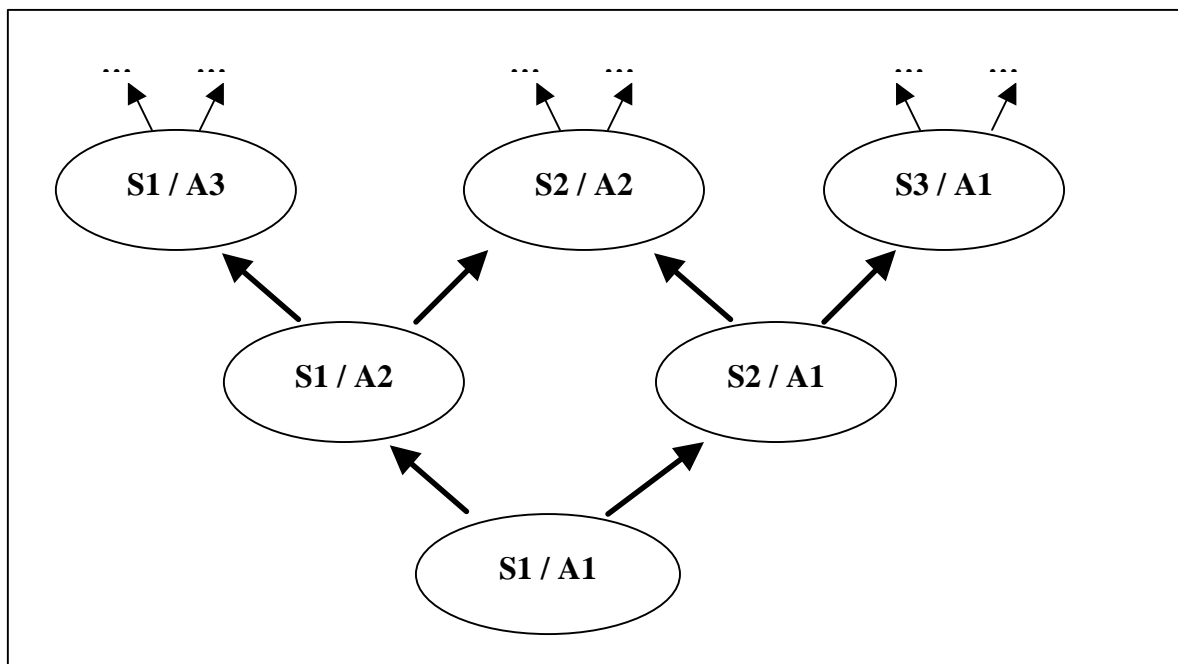 ... ... ... ... ... ...
S1 / A3 S2 / A2 S3 / A1
S1 / A2 S2 / A1
S1 / A1